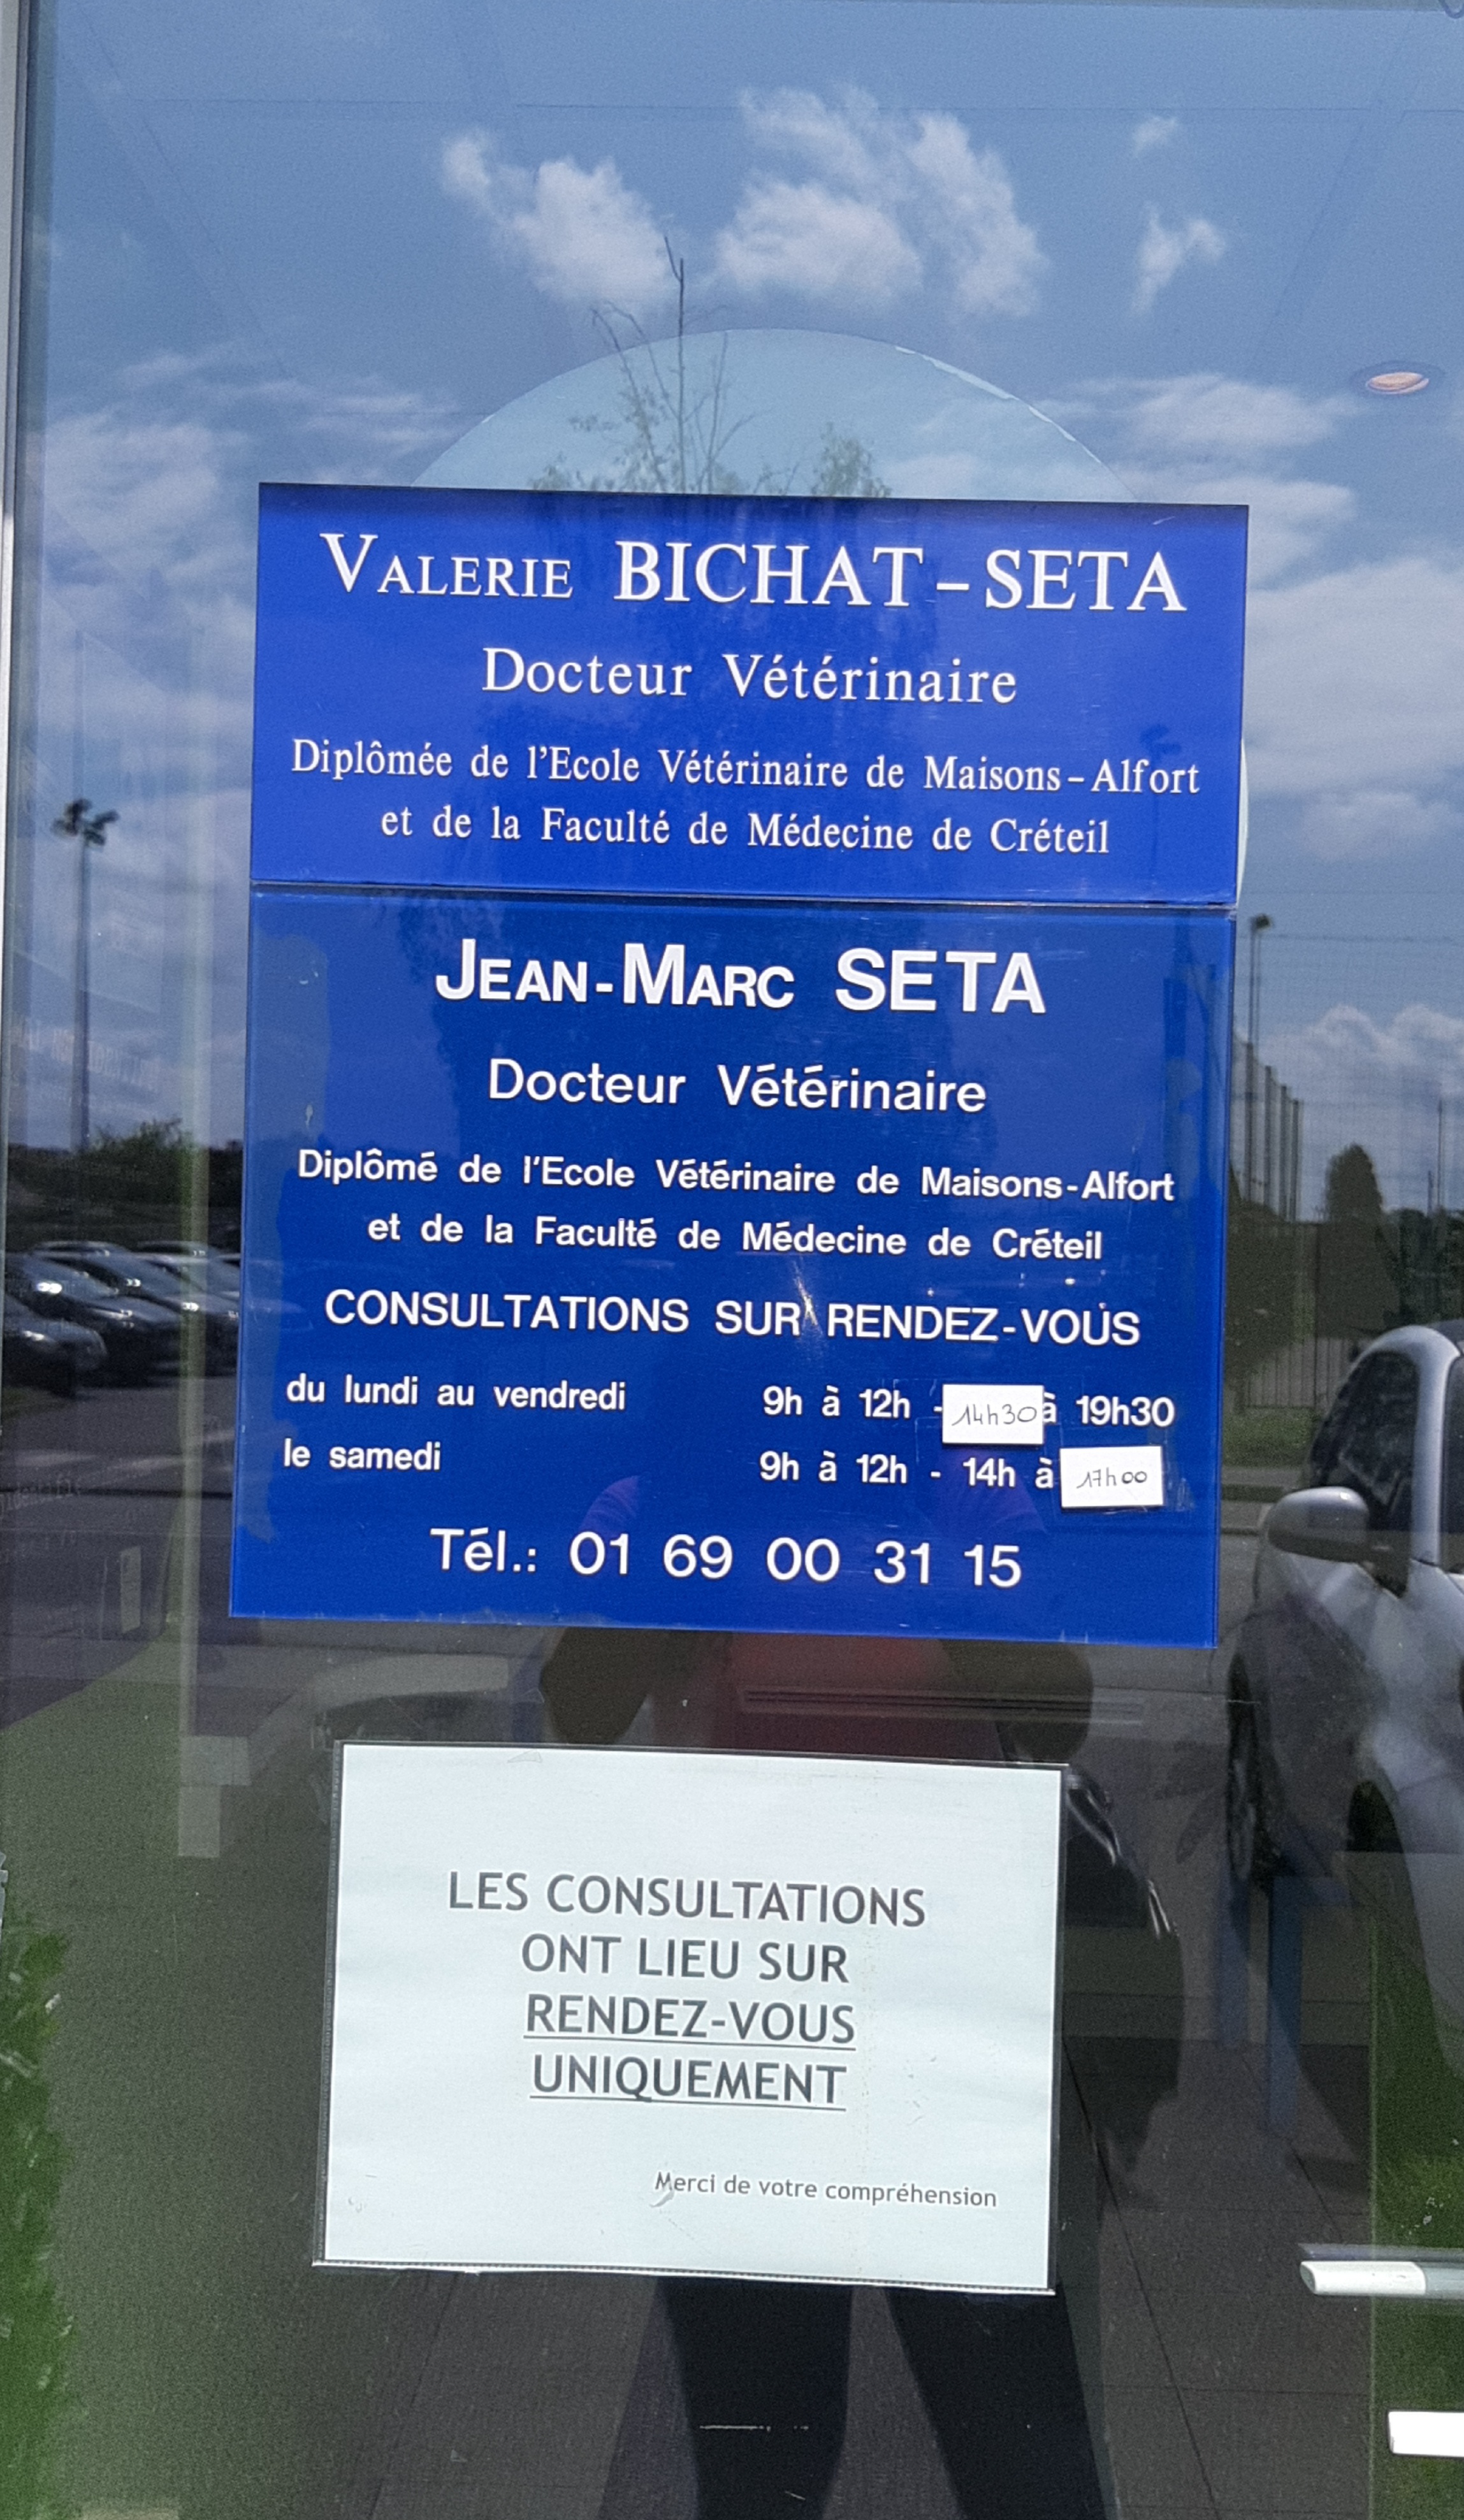 VALERIE BICHAT-SETA
Docteur Vétérinaire
Diplômée de l'Ecole Vétérinaire de Maisons-Alfort
et de la Faculté de Médecine de Créteil
JEAN-MARC SETA
Docteur Vétérinaire
Diplômé de l'Ecole Vétérinaire de Maisons-Alfort
et de la Faculté de Médecine de Créteil
CONSULTATIONS SUR RENDEZ-VOUS
du lundi au vendredi 9h à 12h - 14h30 à 19h30
le samedi 9h à 12h - 14h à 17h00
Tél.: 01 69 00 31 15
LES CONSULTATIONS
ONT LIEU SUR
RENDEZ-VOUS
UNIQUEMENT
Merci de votre compréhension